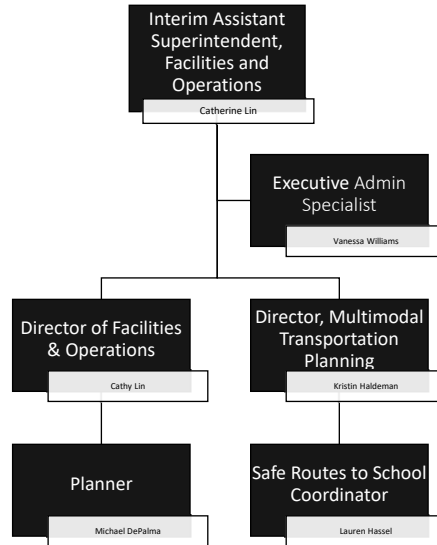 Interim Assistant
Superintendent,
Facilities and
Operations
Catherine Lin
Executive Admin
Specialist
Vanessa Williams
Director of Facilities
& Operations
Cathy Lin
Director, Multimodal
Transportation
Planning
Kristin Haldeman
Planner
Michael DePalma
Safe Routes to School
Coordinator
Lauren Hassel